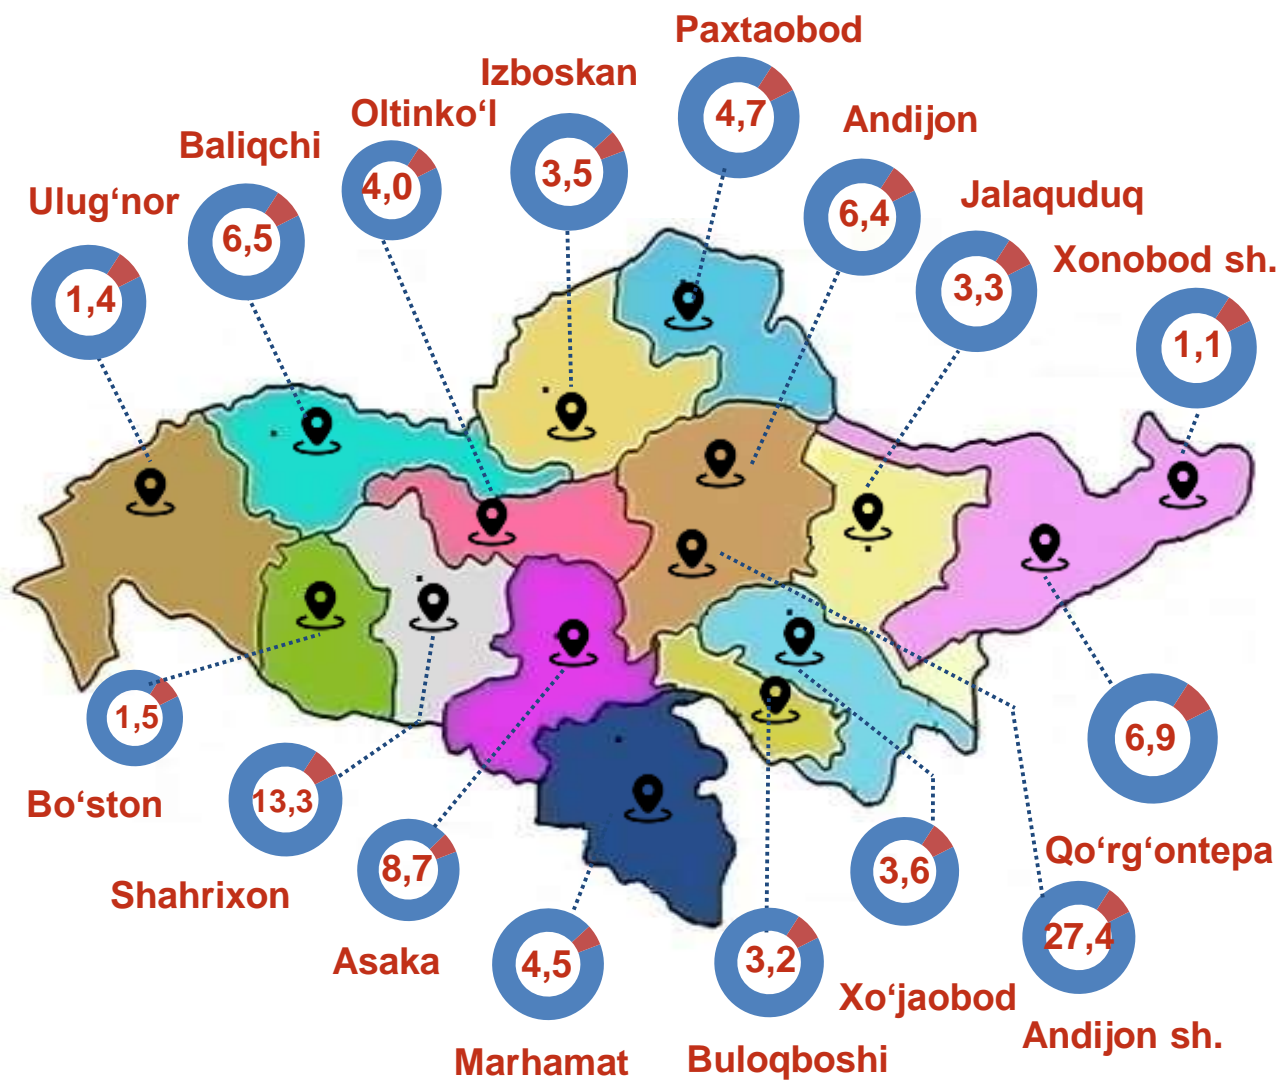 Paxtaobod
4,7
Izboskan
3,5
Oltinko‘l
4,0
Andijon
6,4
Baliqchi
6,5
Jalaquduq
3,3
Ulug‘nor
1,4
Xonobod sh.
1,1
1,5
Bo‘ston
13,3
Shahrixon
8,7
Asaka
4,5
Marhamat
3,2
Buloqboshi
3,6
Xo‘jaobod
6,9
Qo‘rg‘ontepa
27,4
Andijon sh.